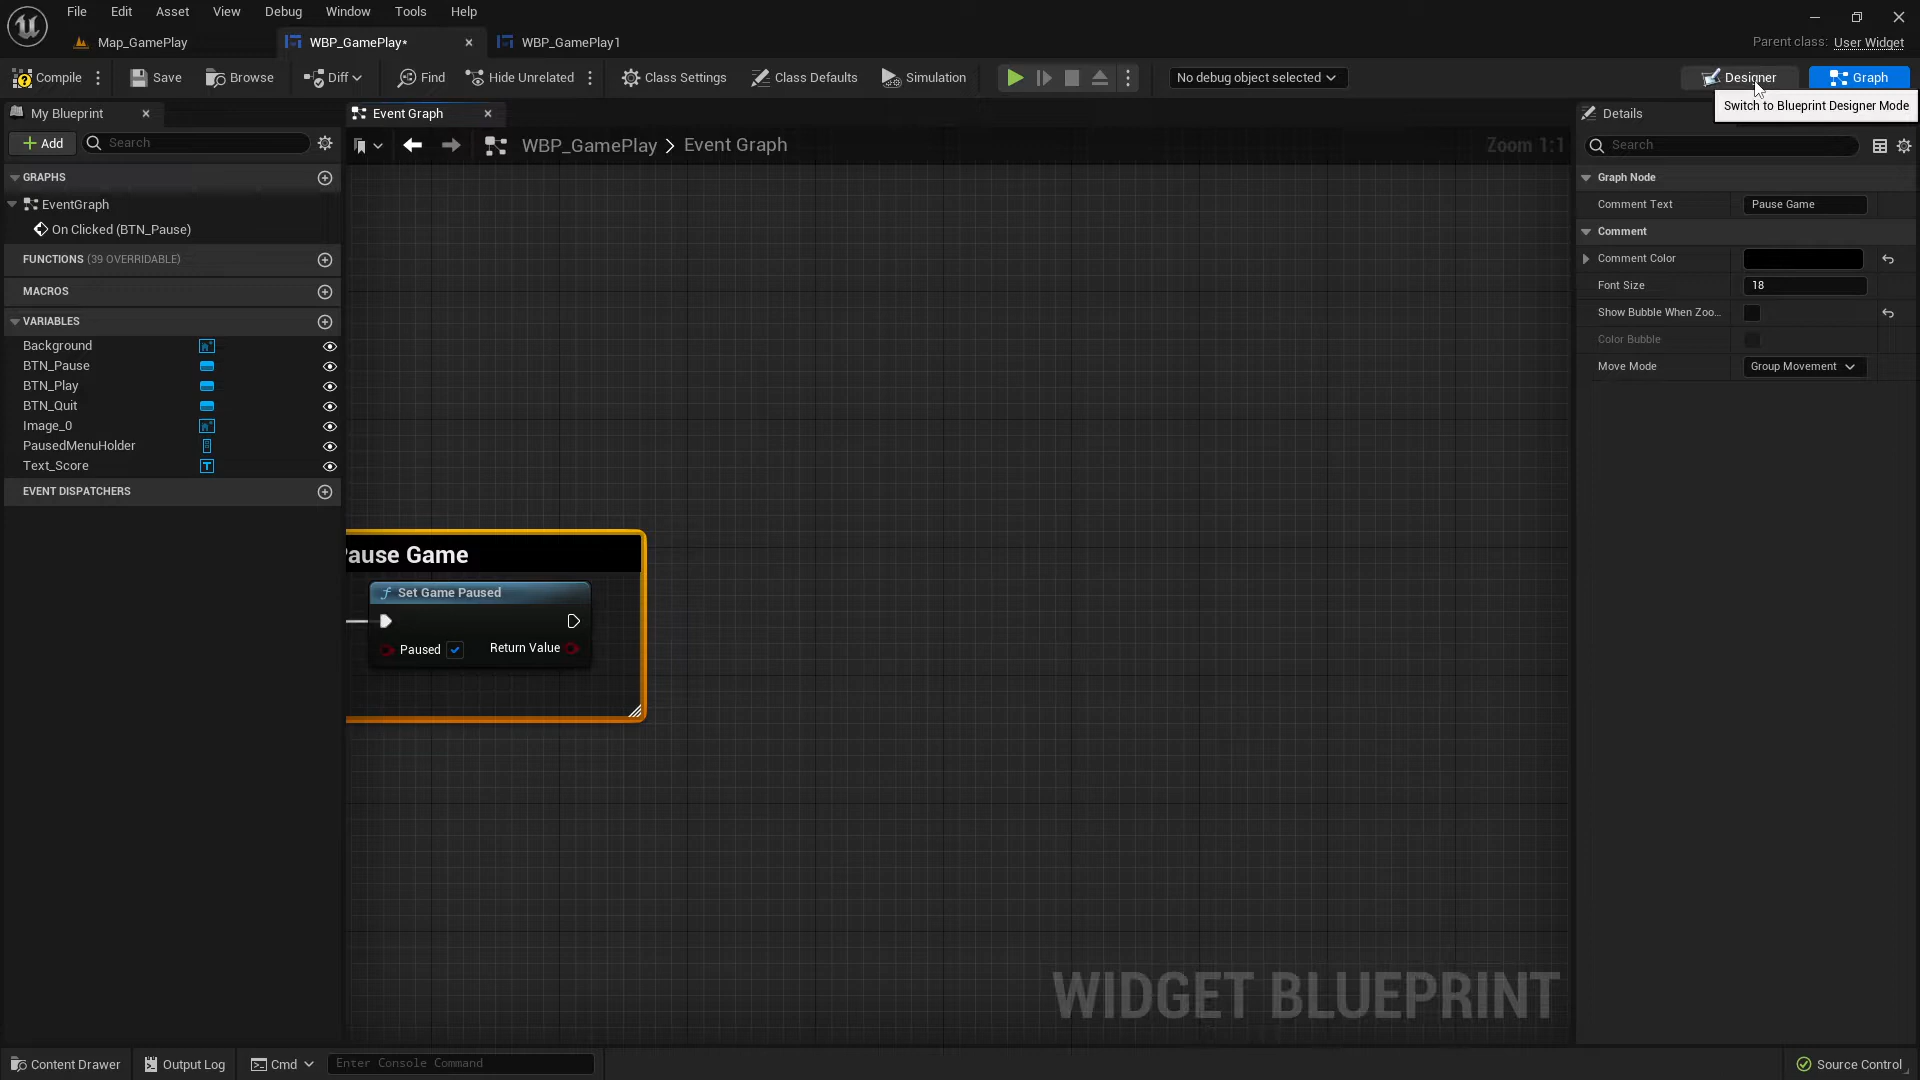 File Edit Asset View Debug Window Tools Help
Map_GamePlay WBP_GamePlay* WBP_GamePlay1
Parent class: User Widget
Compile Save Browse Diff Find Hide Unrelated Class Settings Class Defaults Simulation No debug object selected Designer Graph
Switch to Blueprint Designer Mode
My Blueprint Event Graph Details
Add Search
WBP_GamePlay > Event Graph Zoom 1:1
Search
GRAPHS
EventGraph
On Clicked (BTN_Pause)
FUNCTIONS (39 OVERRIDABLE)
MACROS
VARIABLES
Background
BTN_Pause
BTN_Play
BTN_Quit
Image_0
PausedMenuHolder
Text_Score
EVENT DISPATCHERS
Pause Game
Set Game Paused
Paused Return Value
WIDGET BLUEPRINT
Graph Node
Comment Text Pause Game
Comment
Comment Color
Font Size 18
Show Bubble When Zoo...
Color Bubble
Move Mode Group Movement
Content Drawer Output Log Cmd Enter Console Command Source Control